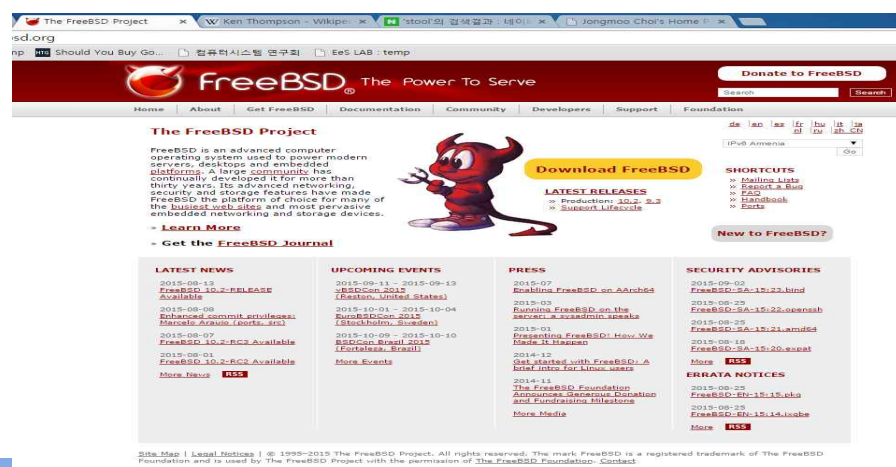 The FreeBSD Project
Ken Thompson - Wikipe
'stool'의 검색결과 : 네이
Jongmoo Choi's Home P
sd.org
np HTG Should You Buy Go... 컴퓨터시스템 연구회 EeS LAB : temp
FreeBSD® The Power To Serve
Donate to FreeBSD
Search Search
Home About Get FreeBSD Documentation Community Developers Support Foundation
de en es fr hu it ja
nl ru zh_CN
IPv6 Armenia
Go
The FreeBSD Project
FreeBSD is an advanced computer
operating system used to power modern
servers, desktops and embedded
platforms. A large community has
continually developed it for more than
thirty years. Its advanced networking,
security and storage features have made
FreeBSD the platform of choice for many of
the busiest web sites and most pervasive
embedded networking and storage devices.
» Learn More
» Get the FreeBSD Journal
Download FreeBSD
LATEST RELEASES
» Production: 10.2, 9.3
» Support Lifecycle
SHORTCUTS
» Mailing Lists
» Report a Bug
» FAQ
» Handbook
» Ports
New to FreeBSD?
LATEST NEWS
2015-08-13
FreeBSD 10.2-RELEASE
Available
2015-08-08
Enhanced commit privileges:
Marcelo Araujo (ports, src)
2015-08-07
FreeBSD 10.2-RC3 Available
2015-08-01
FreeBSD 10.2-RC2 Available
More News RSS
UPCOMING EVENTS
2015-09-11 - 2015-09-13
vBSDCon 2015
(Reston, United States)
2015-10-01 - 2015-10-04
EuroBSDCon 2015
(Stockholm, Sweden)
2015-10-09 - 2015-10-10
BSDCon Brazil 2015
(Fortaleza, Brazil)
More Events
PRESS
2015-07
Enabling FreeBSD on AArch64
2015-03
Running FreeBSD on the
server: a sysadmin speaks
2015-01
Presenting FreeBSD! How We
Made It Happen
2014-12
Get started with FreeBSD: A
brief intro for Linux users
2014-11
The FreeBSD Foundation
Announces Generous Donation
and Fundraising Milestone
More Media
SECURITY ADVISORIES
2015-09-02
FreeBSD-SA-15:23.bind
2015-08-25
FreeBSD-SA-15:22.openssh
2015-08-25
FreeBSD-SA-15:21.amd64
2015-08-18
FreeBSD-SA-15:20.expat
More RSS
ERRATA NOTICES
2015-08-25
FreeBSD-EN-15:15.pkg
2015-08-25
FreeBSD-EN-15:14.ixgbe
More RSS
Site Map | Legal Notices | © 1995-2015 The FreeBSD Project. All rights reserved. The mark FreeBSD is a registered trademark of The FreeBSD
Foundation and is used by The FreeBSD Project with the permission of The FreeBSD Foundation. Contact